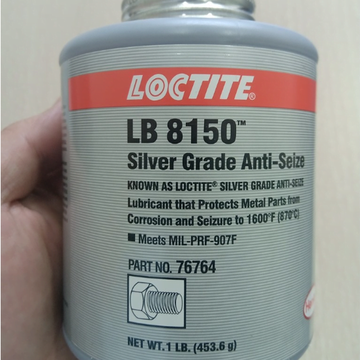 LOCTITE®
LB 8150™
Silver Grade Anti-Seize
KNOWN AS LOCTITE® SILVER GRADE ANTI-SEIZE
Lubricant that Protects Metal Parts from
Corrosion and Seizure to 1600°F (870°C)
■ Meets MIL-PRF-907F
PART NO. 76764
NET WT. 1 LB. (453.6 g)